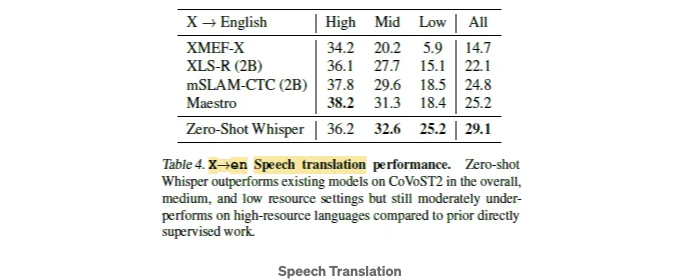 X → English High Mid Low All
XMEF-X 34.2 20.2 5.9 14.7
XLS-R (2B) 36.1 27.7 15.1 22.1
mSLAM-CTC (2B) 37.8 29.6 18.5 24.8
Maestro 38.2 31.3 18.4 25.2
Zero-Shot Whisper 36.2 32.6 25.2 29.1
Table 4. X→en Speech translation performance. Zero-shot
Whisper outperforms existing models on CoVoST2 in the overall,
medium, and low resource settings but still moderately under-
performs on high-resource languages compared to prior directly
supervised work.
Speech Translation